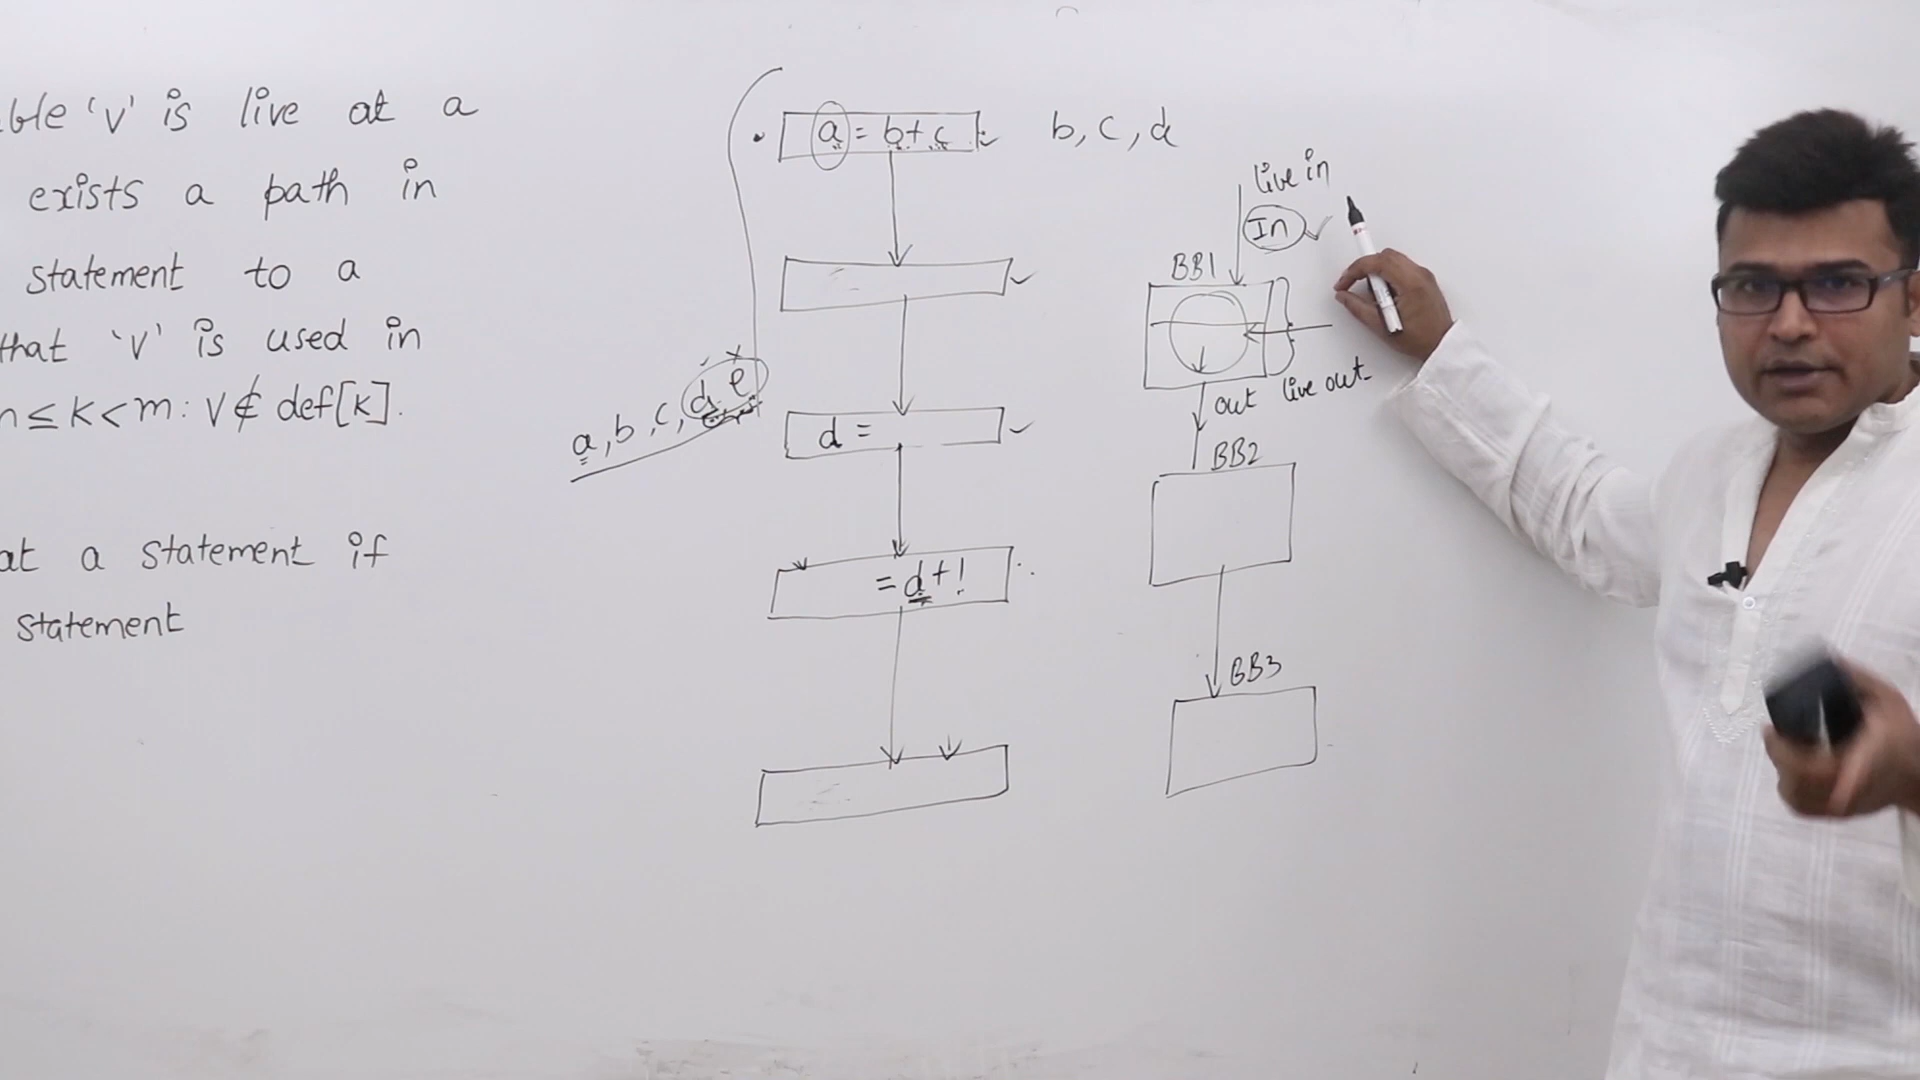 ble ‘v’ is live at a
exists a path in
statement to a
that ‘v’ is used in
n ≤ k < m : v ∉ def[k].
at a statement if
statement
a = b + c
b, c, d
live in
In
BB1
out live out
a, b, c, d, e
d =
BB2
= d + !
BB3